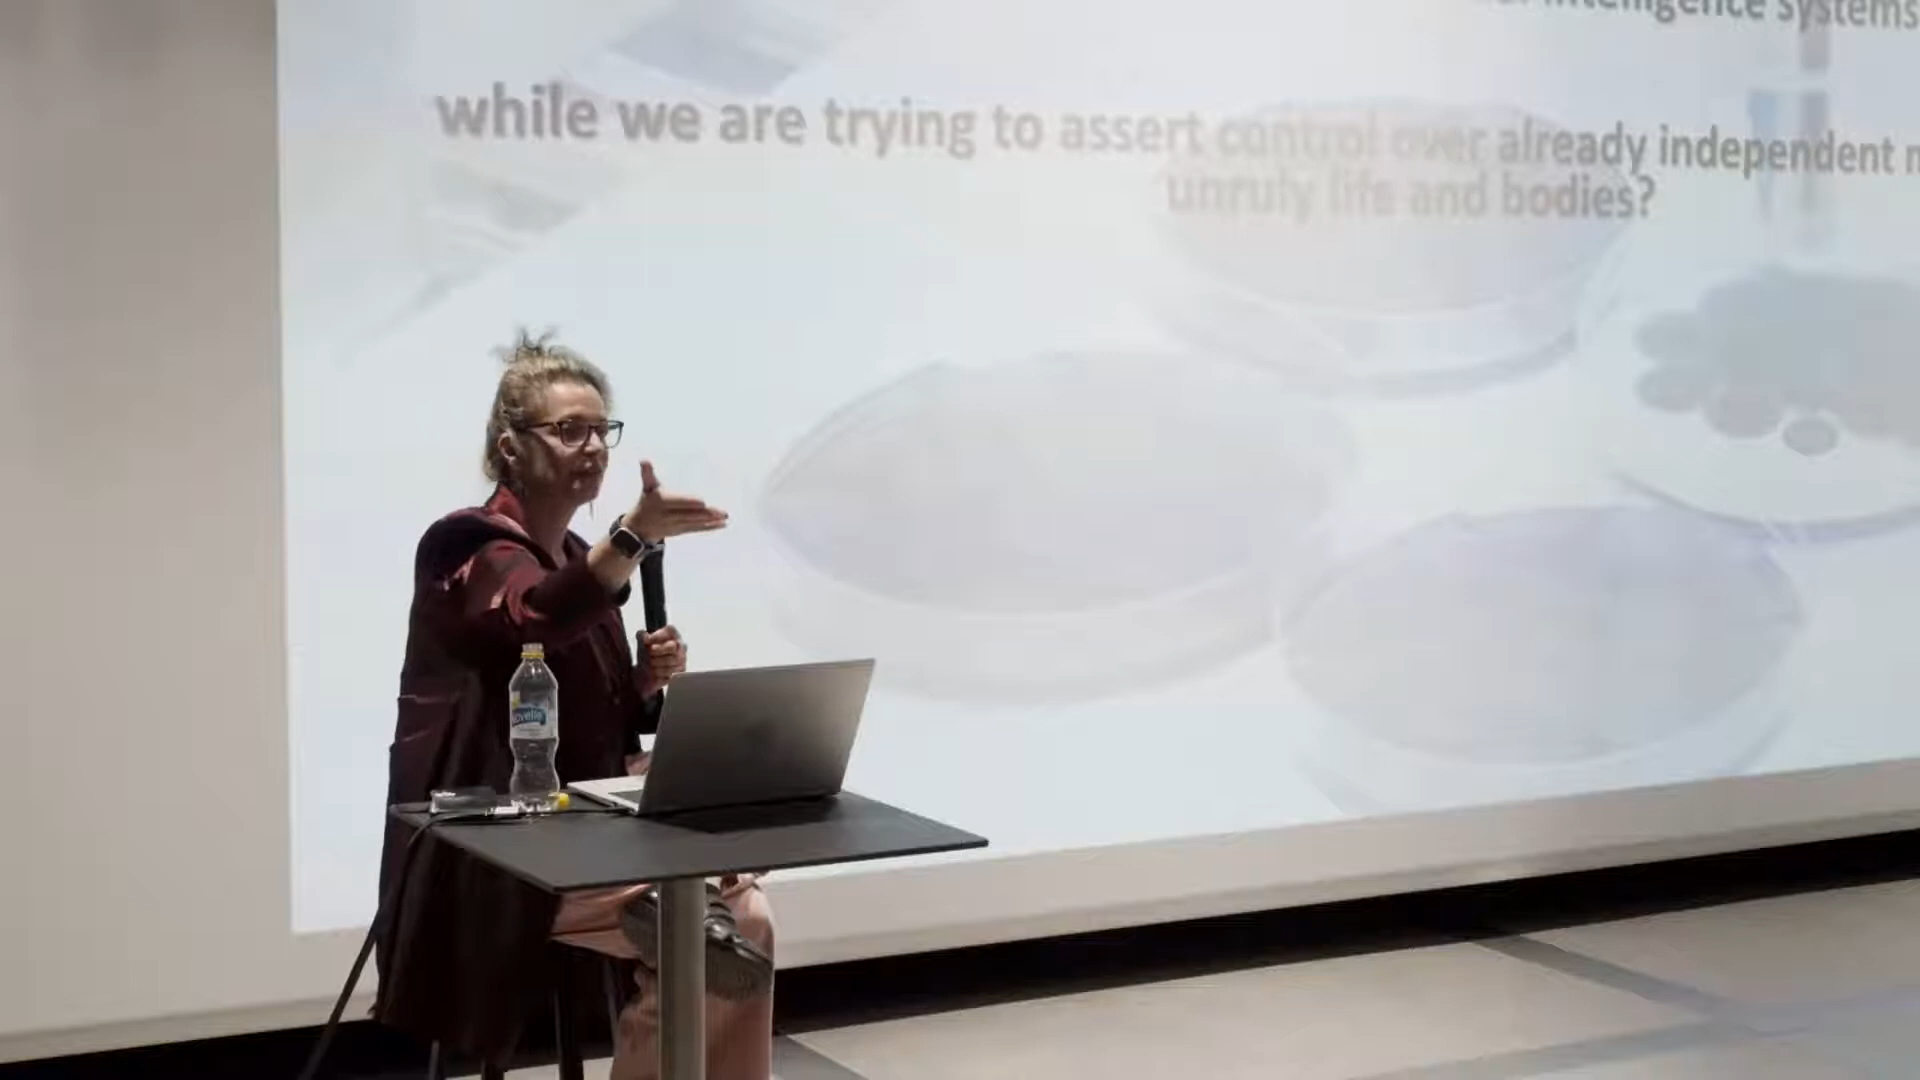 intelligence systems
while we are trying to assert control over already independent
unruly life and bodies?